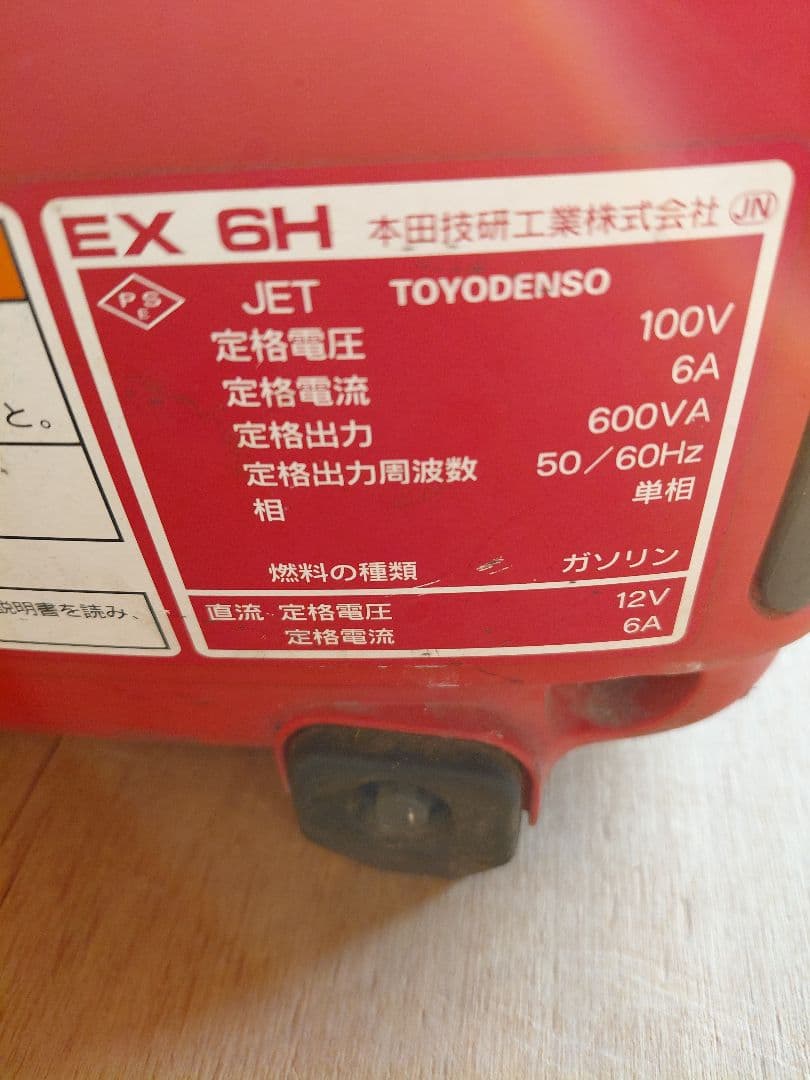 EX 6H 本田技研工業株式会社 JN
PSE JET TOYODENSO
定格電圧 100V
定格電流 6A
定格出力 600VA
定格出力周波数 50/60Hz
相 単相
燃料の種類 ガソリン
直流 定格電圧 12V
定格電流 6A
と。
説明書を読み、